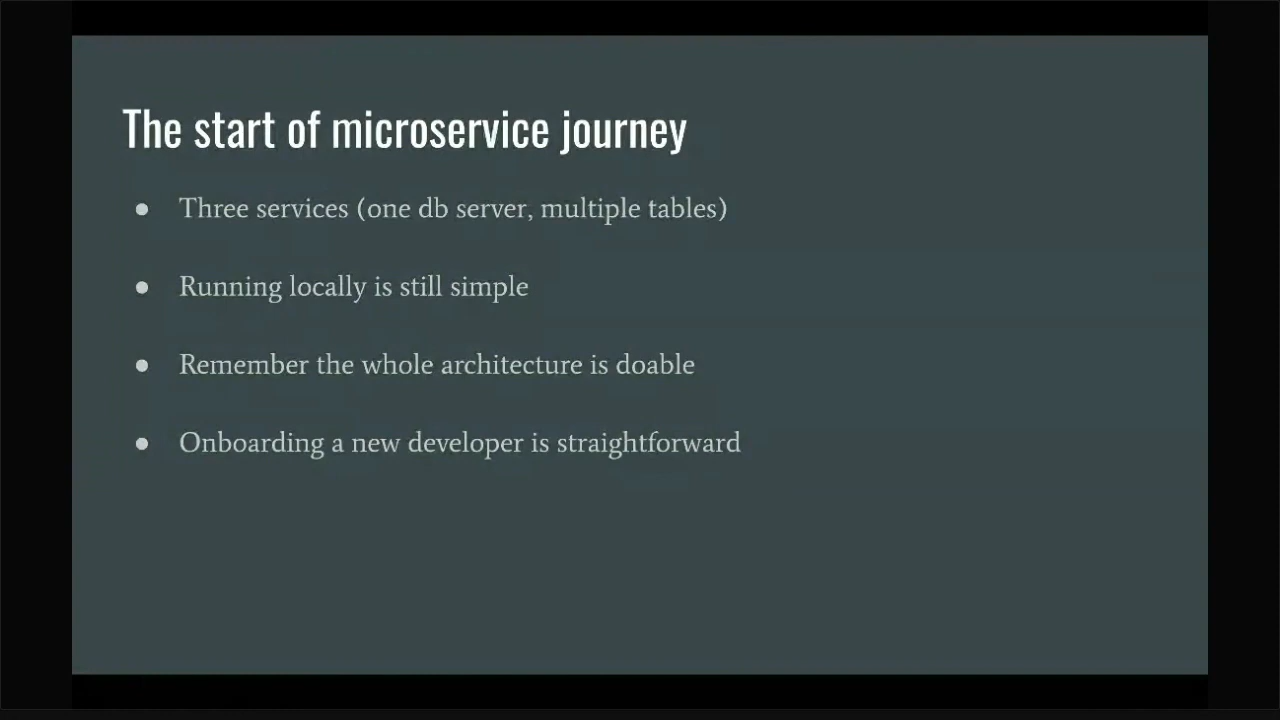 The start of microservice journey
● Three services (one db server, multiple tables)
● Running locally is still simple
● Remember the whole architecture is doable
● Onboarding a new developer is straightforward